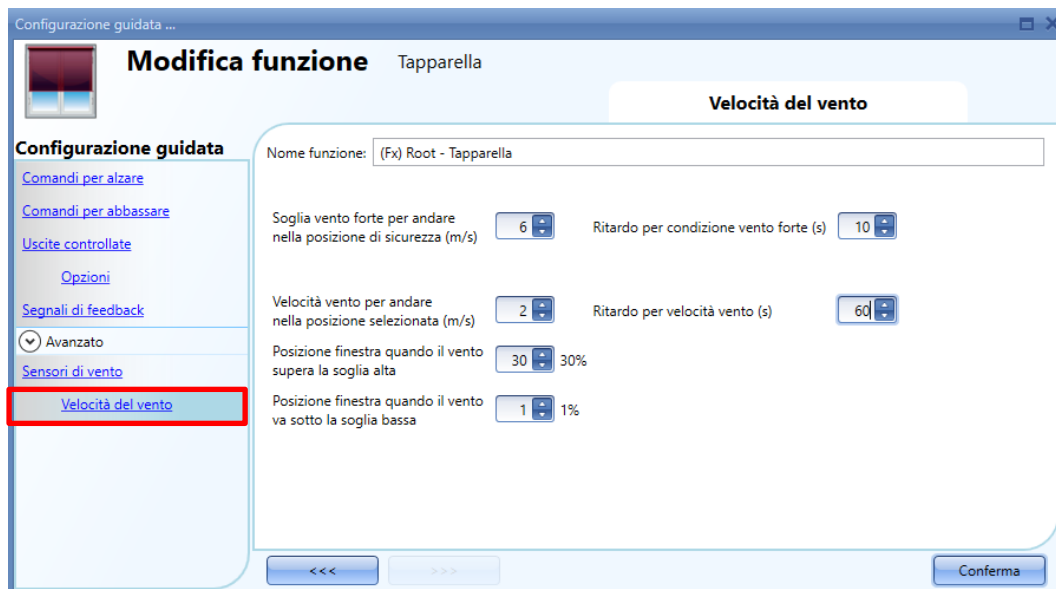 Configurazione guidata ...
Modifica funzione Tapparella
Velocità del vento
Configurazione guidata
Comandi per alzare
Comandi per abbassare
Uscite controllate
Opzioni
Segnali di feedback
Avanzato
Sensori di vento
Velocità del vento
Nome funzione: (Fx) Root - Tapparella
Soglia vento forte per andare
nella posizione di sicurezza (m/s) 6
Ritardo per condizione vento forte (s) 10
Velocità vento per andare
nella posizione selezionata (m/s) 2
Ritardo per velocità vento (s) 60
Posizione finestra quando il vento
supera la soglia alta 30 30%
Posizione finestra quando il vento
va sotto la soglia bassa 1 1%
<<< >>> Conferma